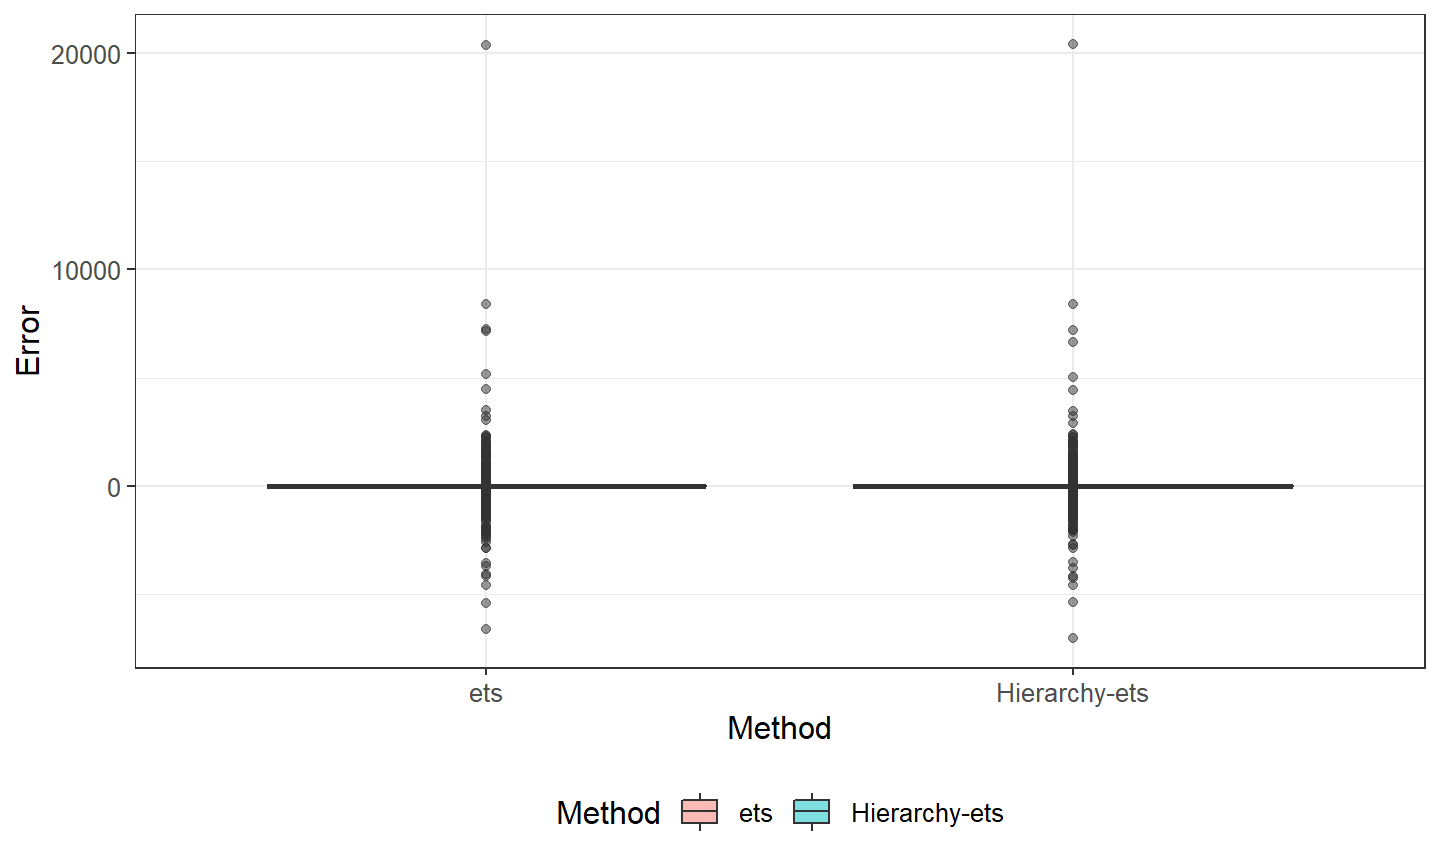 20000
10000
0
Error
ets
Hierarchy-ets
Method
Method ets Hierarchy-ets